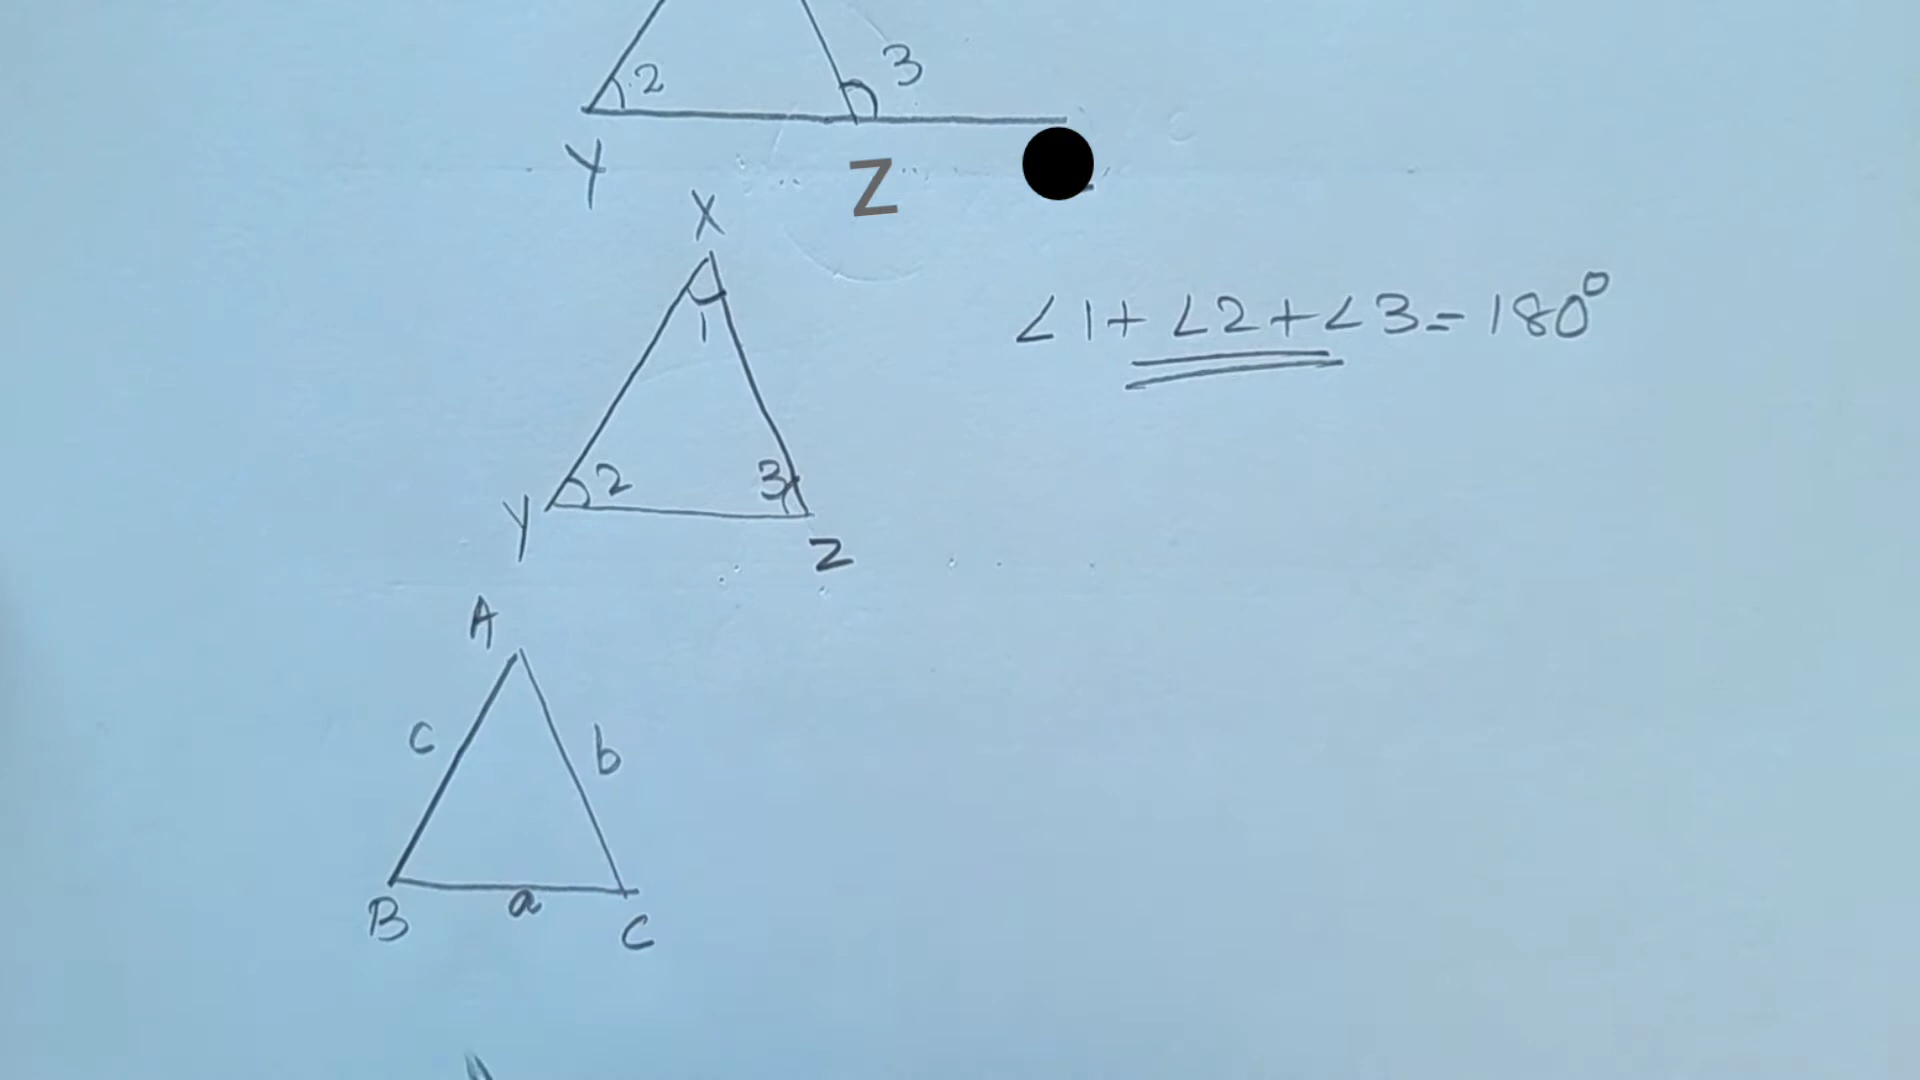 2 3
Y Z
X
1
∠1+ ∠2+∠3=180°
2 3
Y Z
A
c b
B a C